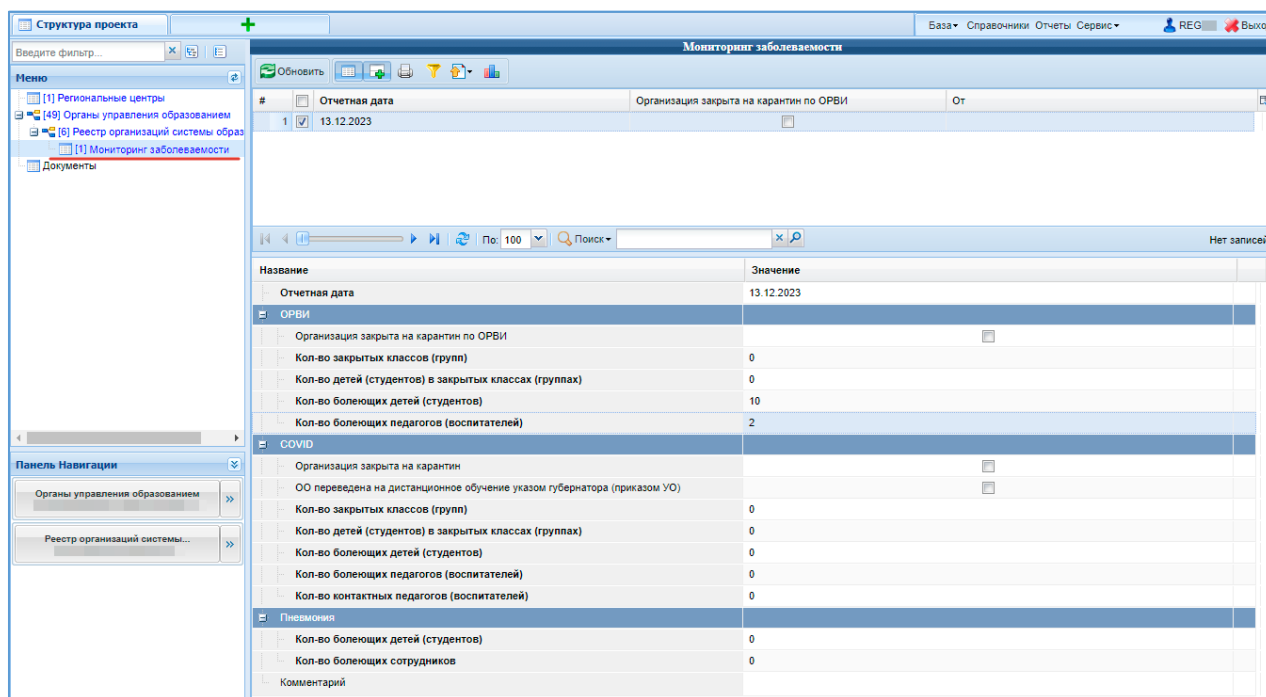 Структура проекта
База Справочники Отчеты Сервис REG Выхо
Введите фильтр...
Мониторинг заболеваемости
Меню
Обновить
[1] Региональные центры
[49] Органы управления образованием
[6] Реестр организаций системы образ
[1] Мониторинг заболеваемости
Документы
# Отчетная дата Организация закрыта на карантин по ОРВИ От
1 13.12.2023
По: 100 Поиск Нет записей
Название Значение
Отчетная дата 13.12.2023
ОРВИ
Организация закрыта на карантин по ОРВИ
Кол-во закрытых классов (групп) 0
Кол-во детей (студентов) в закрытых классах (группах) 0
Кол-во болеющих детей (студентов) 10
Кол-во болеющих педагогов (воспитателей) 2
COVID
Организация закрыта на карантин
ОО переведена на дистанционное обучение указом губернатора (приказом УО)
Кол-во закрытых классов (групп) 0
Кол-во детей (студентов) в закрытых классах (группах) 0
Кол-во болеющих детей (студентов) 0
Кол-во болеющих педагогов (воспитателей) 0
Кол-во контактных педагогов (воспитателей) 0
Пневмония
Кол-во болеющих детей (студентов) 0
Кол-во болеющих сотрудников 0
Комментарий
Панель Навигации
Органы управления образованием
Реестр организаций системы...